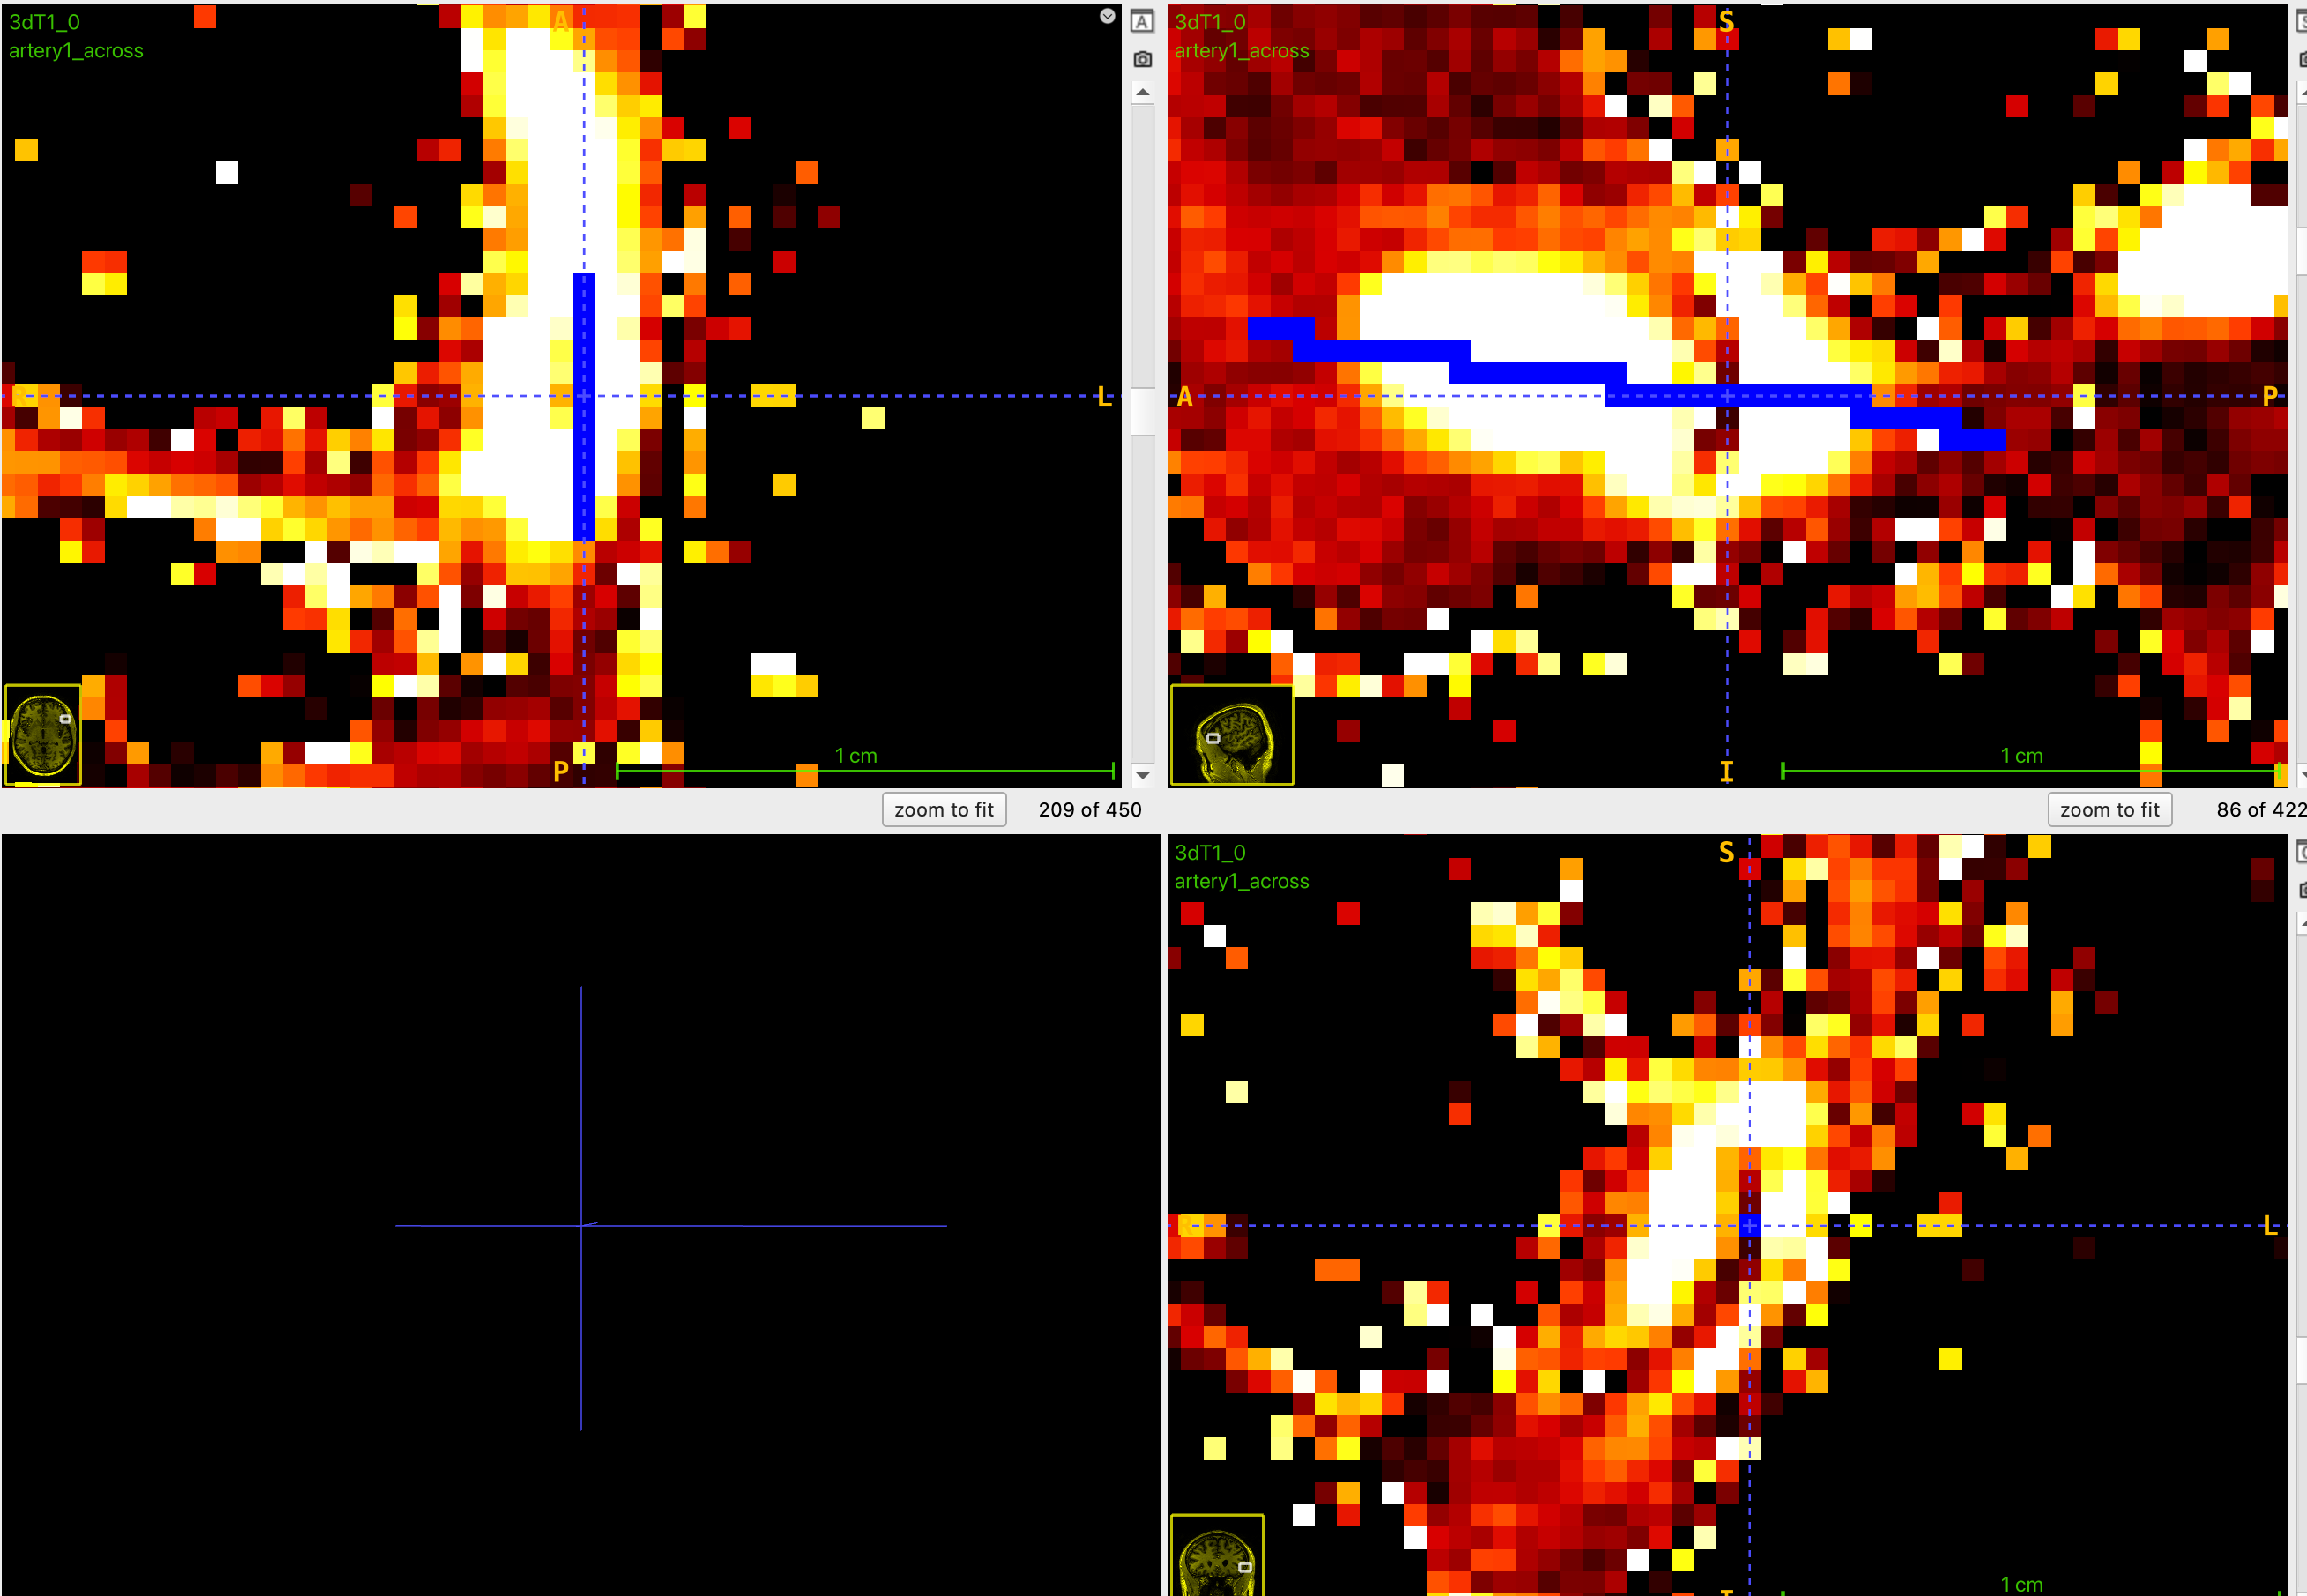 3dT1_0
artery1_across
A
R
L
P
1 cm
A
zoom to fit
209 of 450
3dT1_0
artery1_across
S
A
P
I
1 cm
zoom to fit
86 of 422
3dT1_0
artery1_across
S
R
L
1 cm